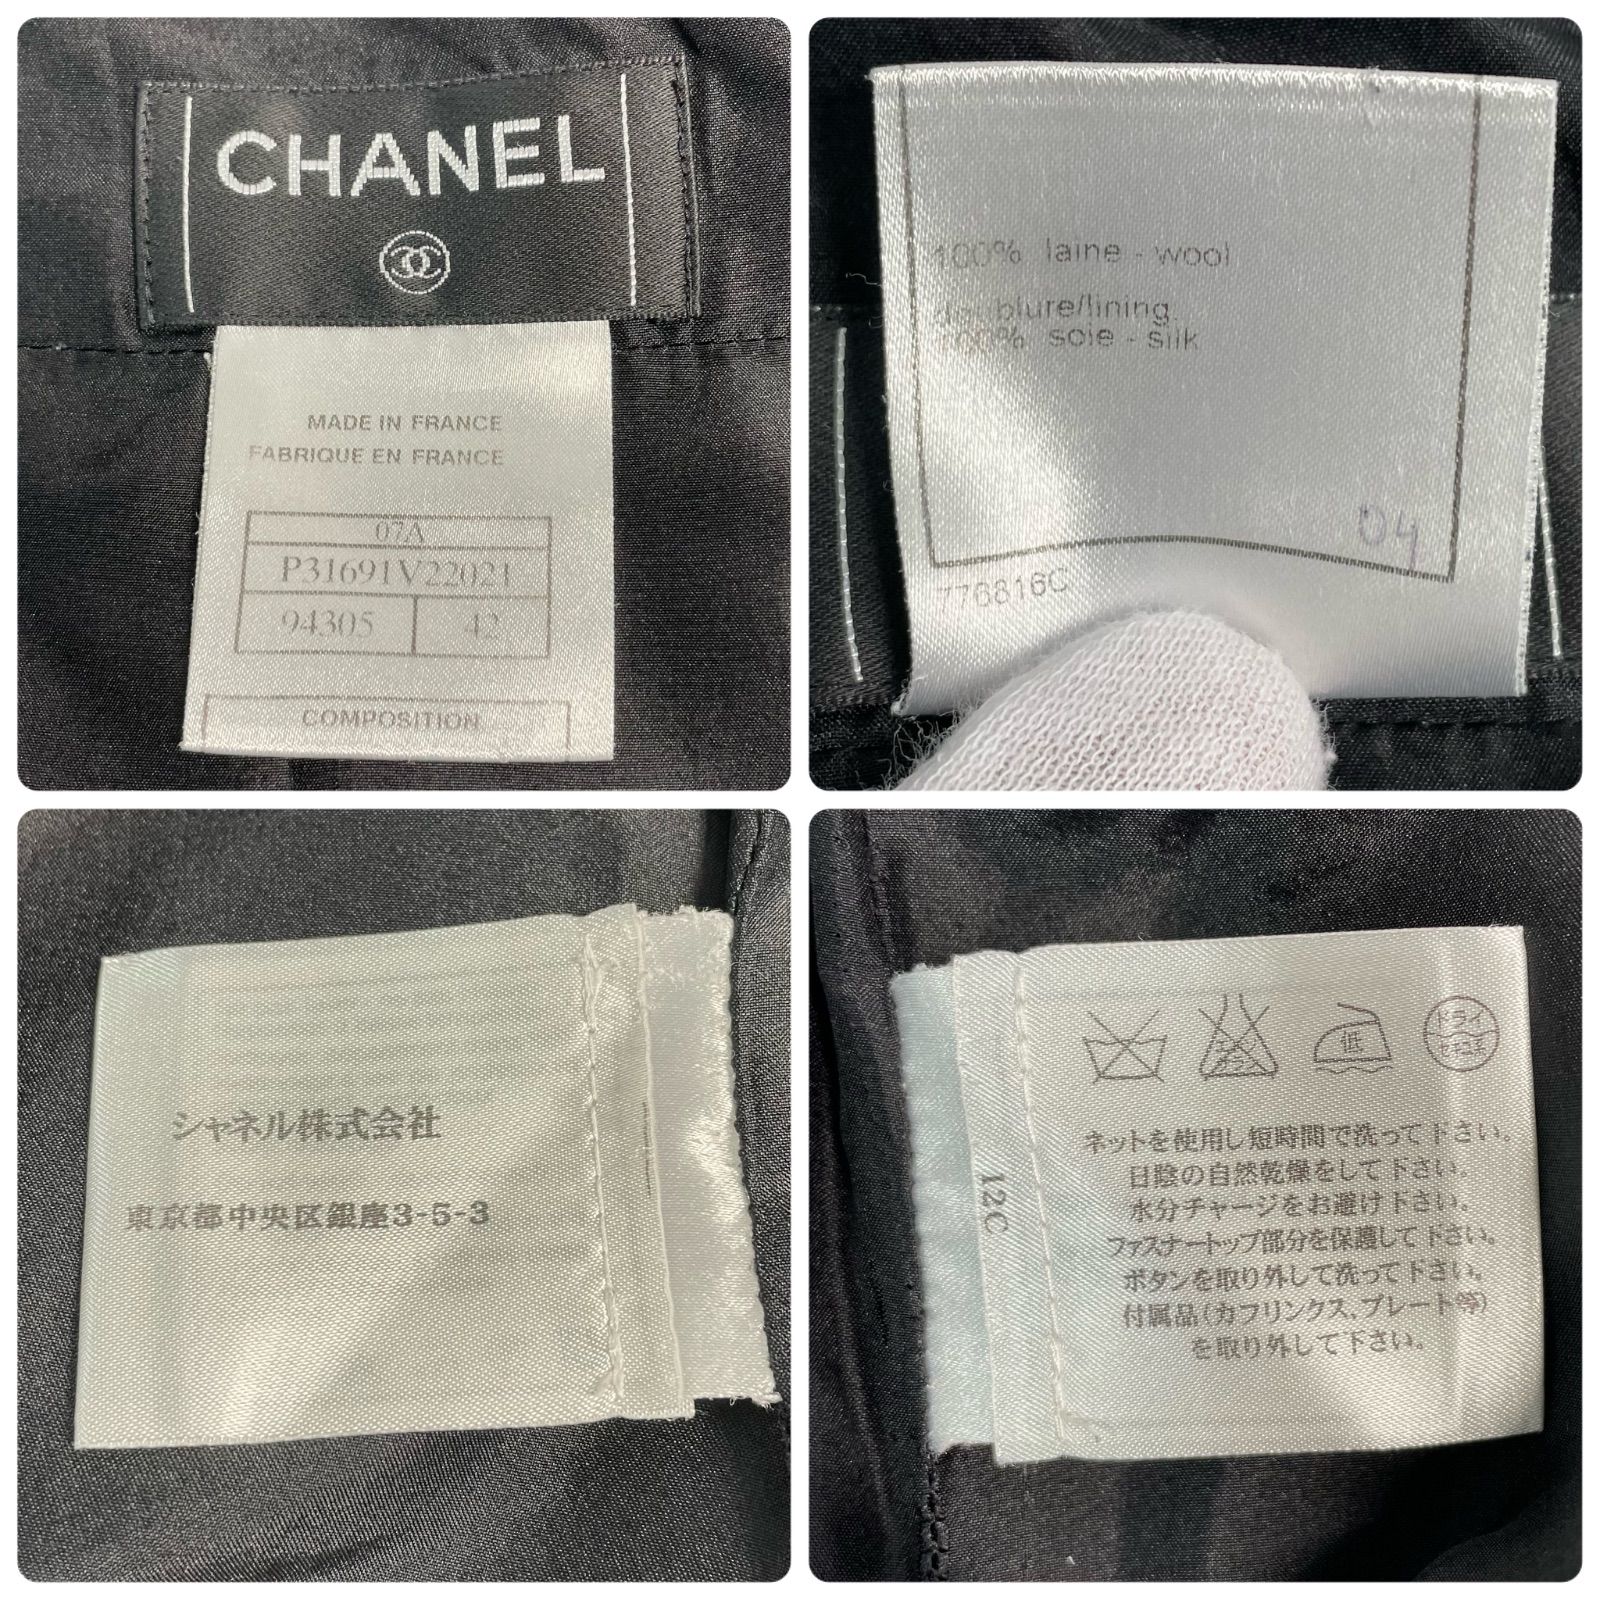 CHANEL
MADE IN FRANCE
FABRIQUE EN FRANCE
07A
P31691V22021
94305 42
COMPOSITION
100% laine - wool
doublure/lining
100% soie - silk
04
776816C
シャネル株式会社
東京都中央区銀座3-5-3
低 ドライ
12C
ネットを使用し短時間で洗って下さい。
日陰の自然乾燥をして下さい。
水分チャージをお避け下さい。
ファスナートップ部分を保護して下さい。
ボタンを取り外して洗って下さい。
付属品(カフリンクス、プレート等)
を取り外して下さい。